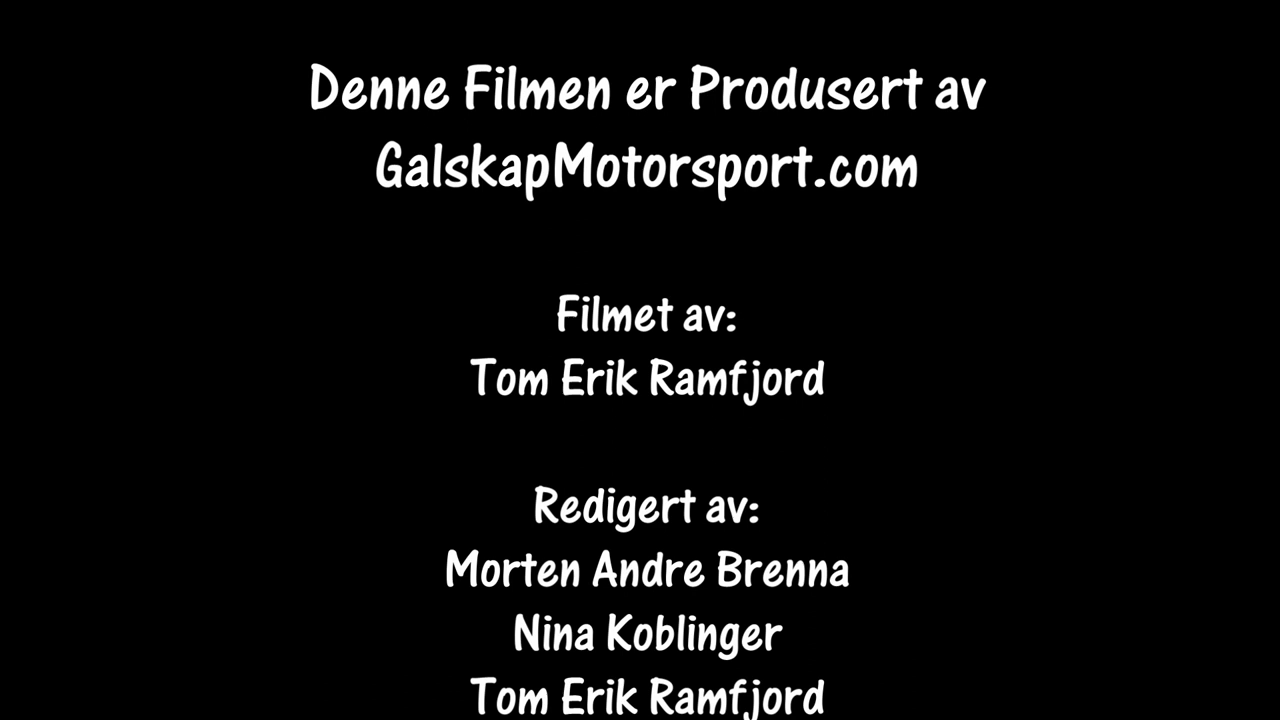 Denne Filmen er Produsert av
GalskapMotorsport.com
Filmet av:
Tom Erik Ramfjord
Redigert av:
Morten Andre Brenna
Nina Koblinger
Tom Erik Ramfjord